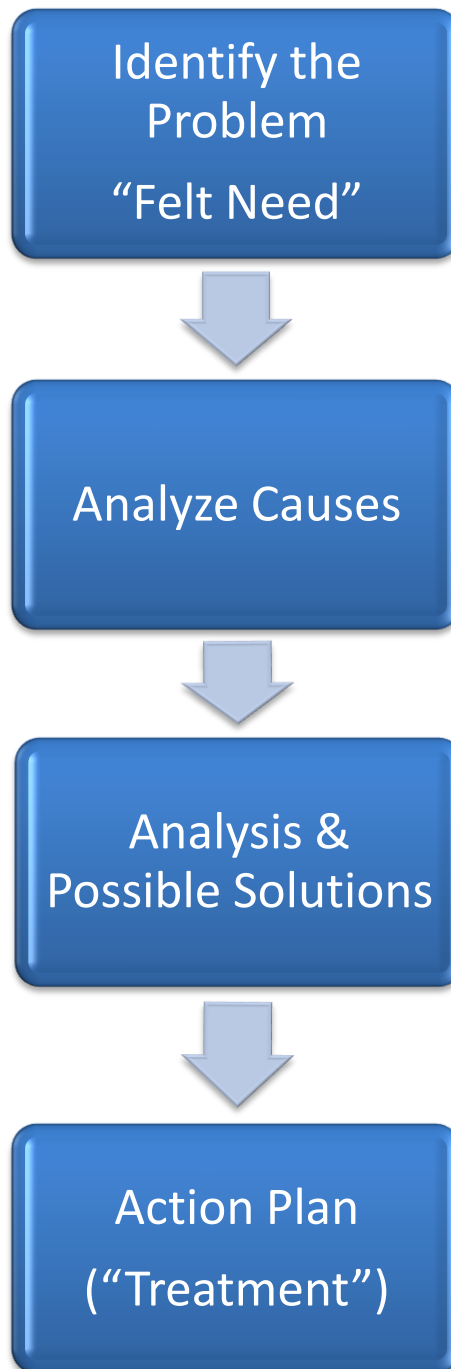 Identify the
Problem
“Felt Need”
Analyze Causes
Analysis &
Possible Solutions
Action Plan
(“Treatment”)